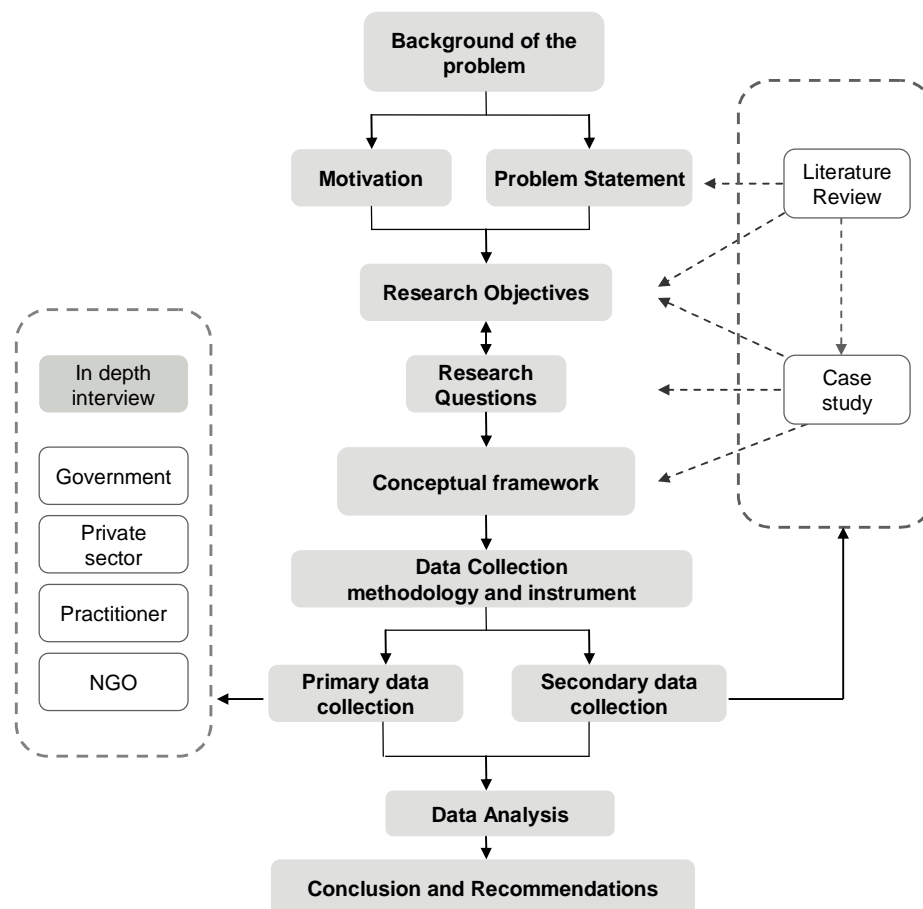 Background of the
problem
Motivation
Problem Statement
Literature
Review
Research Objectives
In depth
interview
Research
Questions
Case
study
Government
Conceptual framework
Private
sector
Data Collection
methodology and instrument
Practitioner
NGO
Primary data
collection
Secondary data
collection
Data Analysis
Conclusion and Recommendations